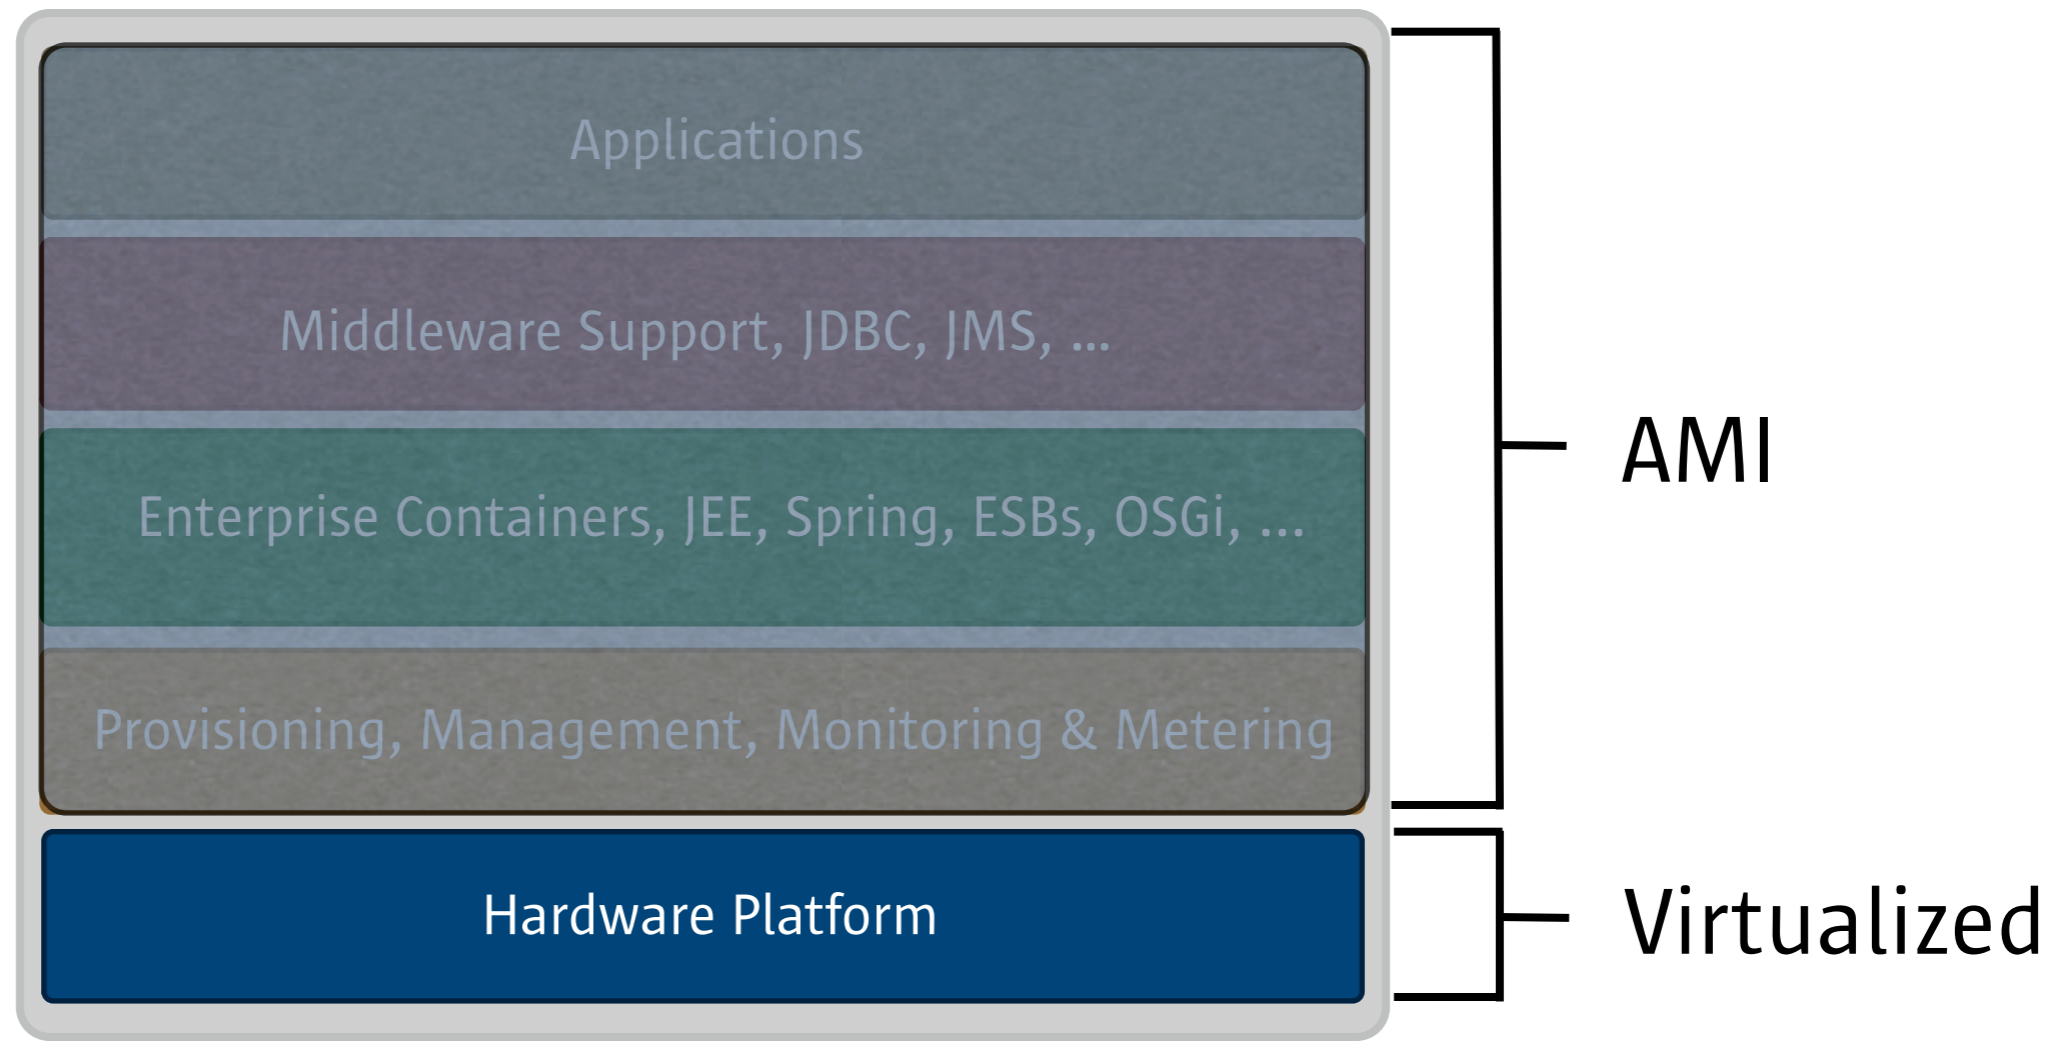 Applications
Middleware Support, JDBC, JMS, ...
AMI
Enterprise Containers, JEE, Spring, ESBs, OSGi, ...
Provisioning, Management, Monitoring & Metering
Hardware Platform
Virtualized